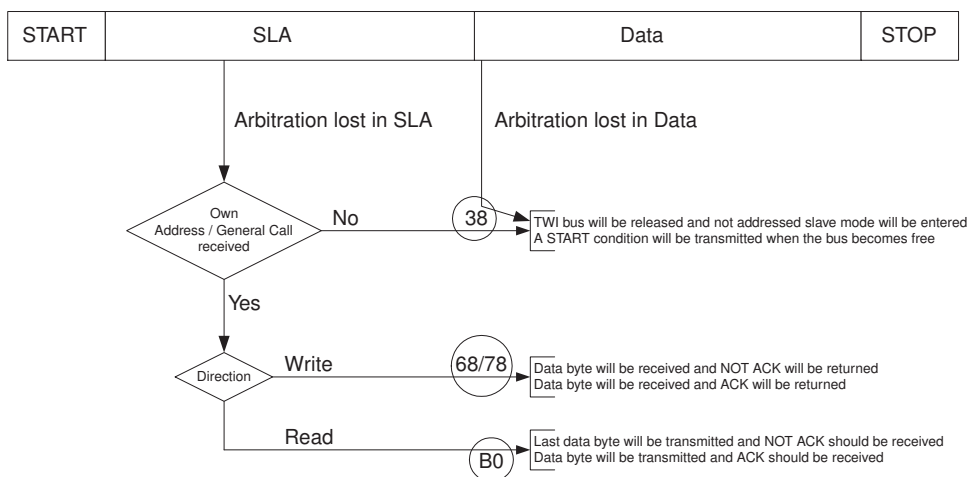 START SLA Data STOP
Arbitration lost in SLA Arbitration lost in Data
Own
Address / General Call
received
No
38
TWI bus will be released and not addressed slave mode will be entered
A START condition will be transmitted when the bus becomes free
Yes
Direction
Write
68/78
Data byte will be received and NOT ACK will be returned
Data byte will be received and ACK will be returned
Read
B0
Last data byte will be transmitted and NOT ACK should be received
Data byte will be transmitted and ACK should be received